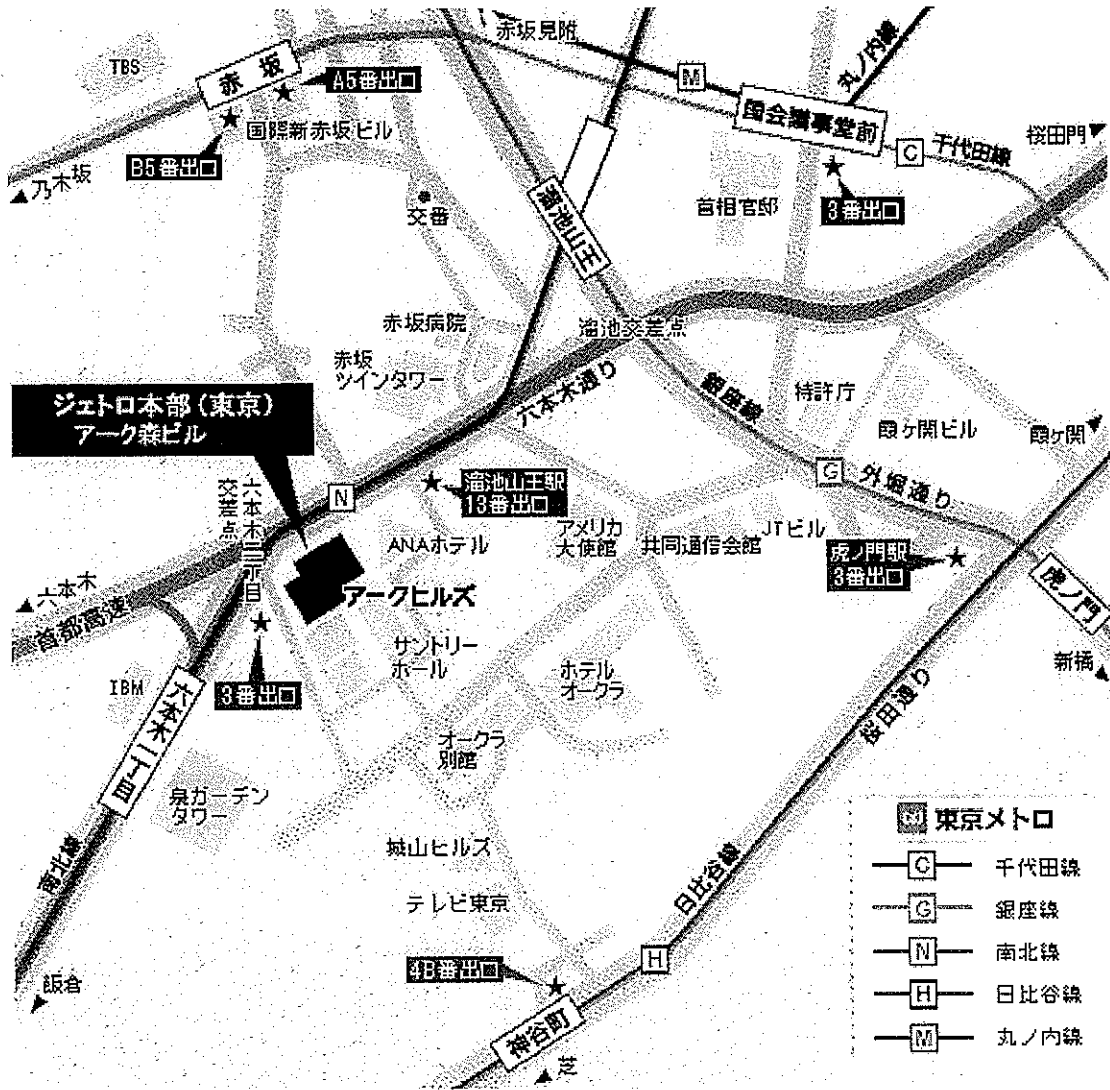 赤坂見附
丸ノ内線
TBS
赤坂
A5番出口
M
国会議事堂前
桜田門
国際新赤坂ビル
C
千代田線
B5番出口
乃木坂
溜池山王
首相官邸
3番出口
交番
赤坂病院
溜池交差点
赤坂
ツインタワー
六本木通り
銀座線
特許庁
ジェトロ本部(東京)
アーク森ビル
霞ヶ関ビル
霞ヶ関
G
外堀通り
六本木二丁目
交差点
N
溜池山王駅
13番出口
ANAホテル
アメリカ
大使館
共同通信会館
JTビル
虎ノ門駅
3番出口
虎ノ門
六本木
首都高速
アークヒルズ
サントリー
ホール
ホテル
オークラ
新橋
IBM
3番出口
六本木一丁目
桜田通り
オークラ
別館
泉ガーデン
タワー
城山ヒルズ
南北線
テレビ東京
日比谷線
4B番出口
H
飯倉
神谷町
芝
M 東京メトロ
C 千代田線
G 銀座線
N 南北線
H 日比谷線
M 丸ノ内線